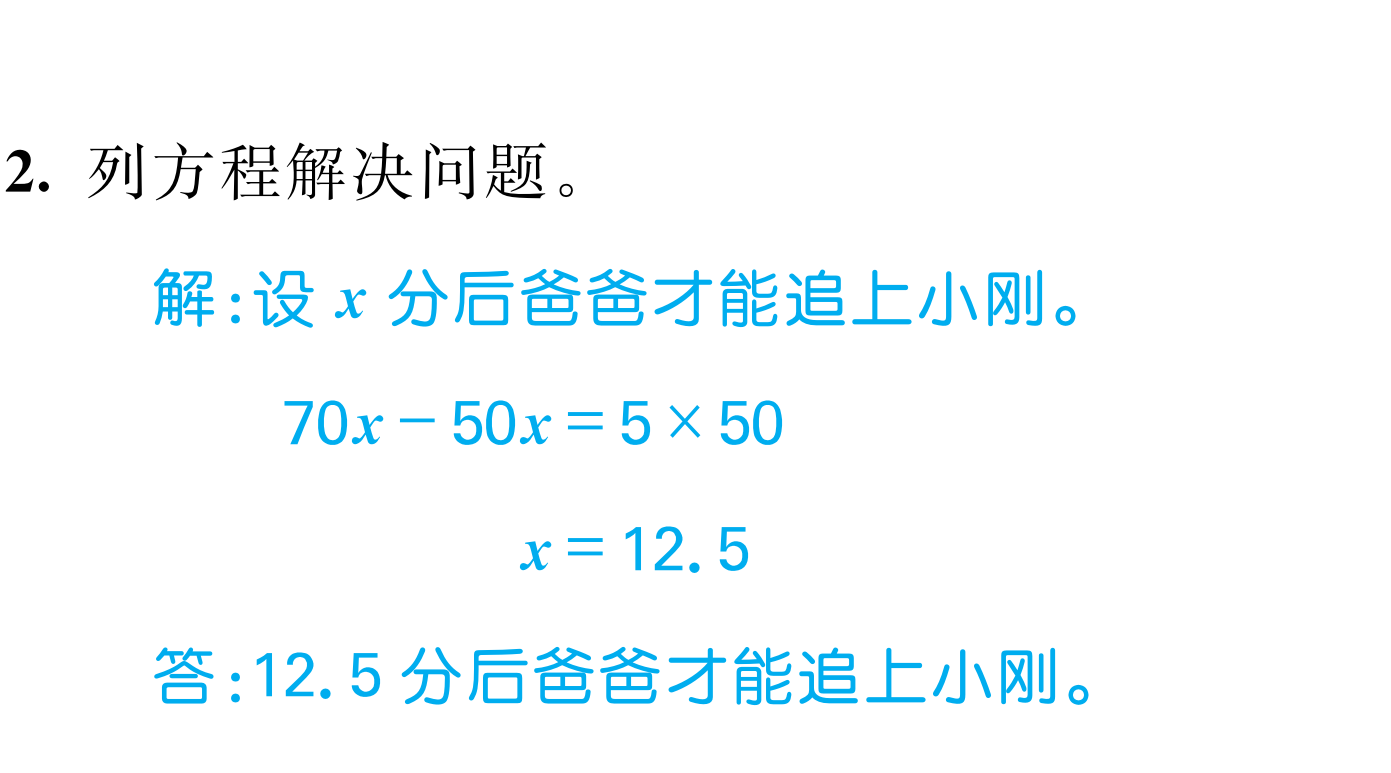 2. 列方程解决问题。
解:设 x 分后爸爸才能追上小刚。
70x－50x＝5×50
x＝12.5
答:12.5 分后爸爸才能追上小刚。